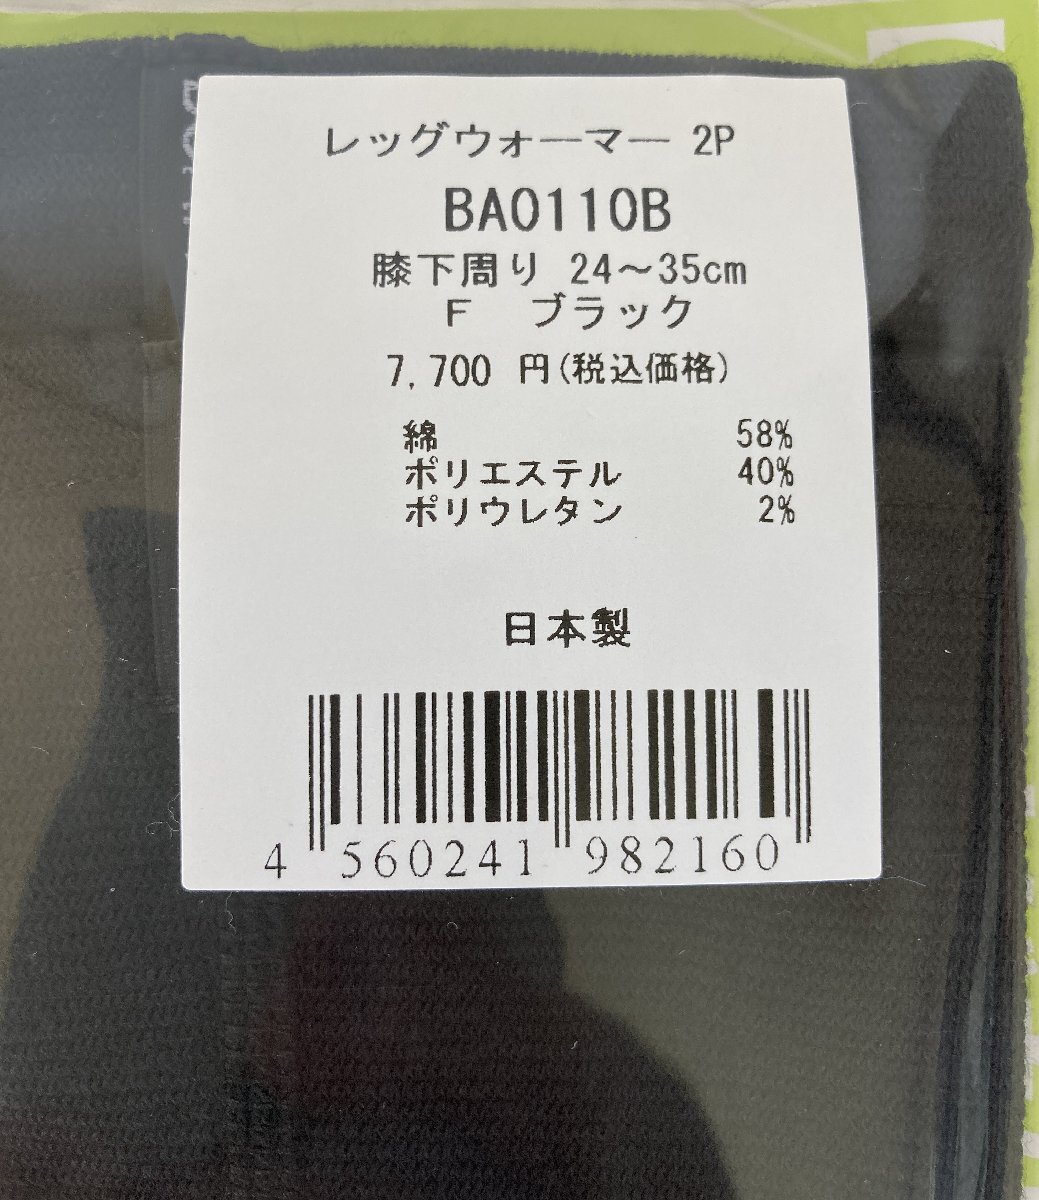 レッグウォーマー 2P
BA0110B
膝下周り 24～35cm
F ブラック
7,700 円(税込価格)
綿 58%
ポリエステル 40%
ポリウレタン 2%
日本製
4 560241 982160